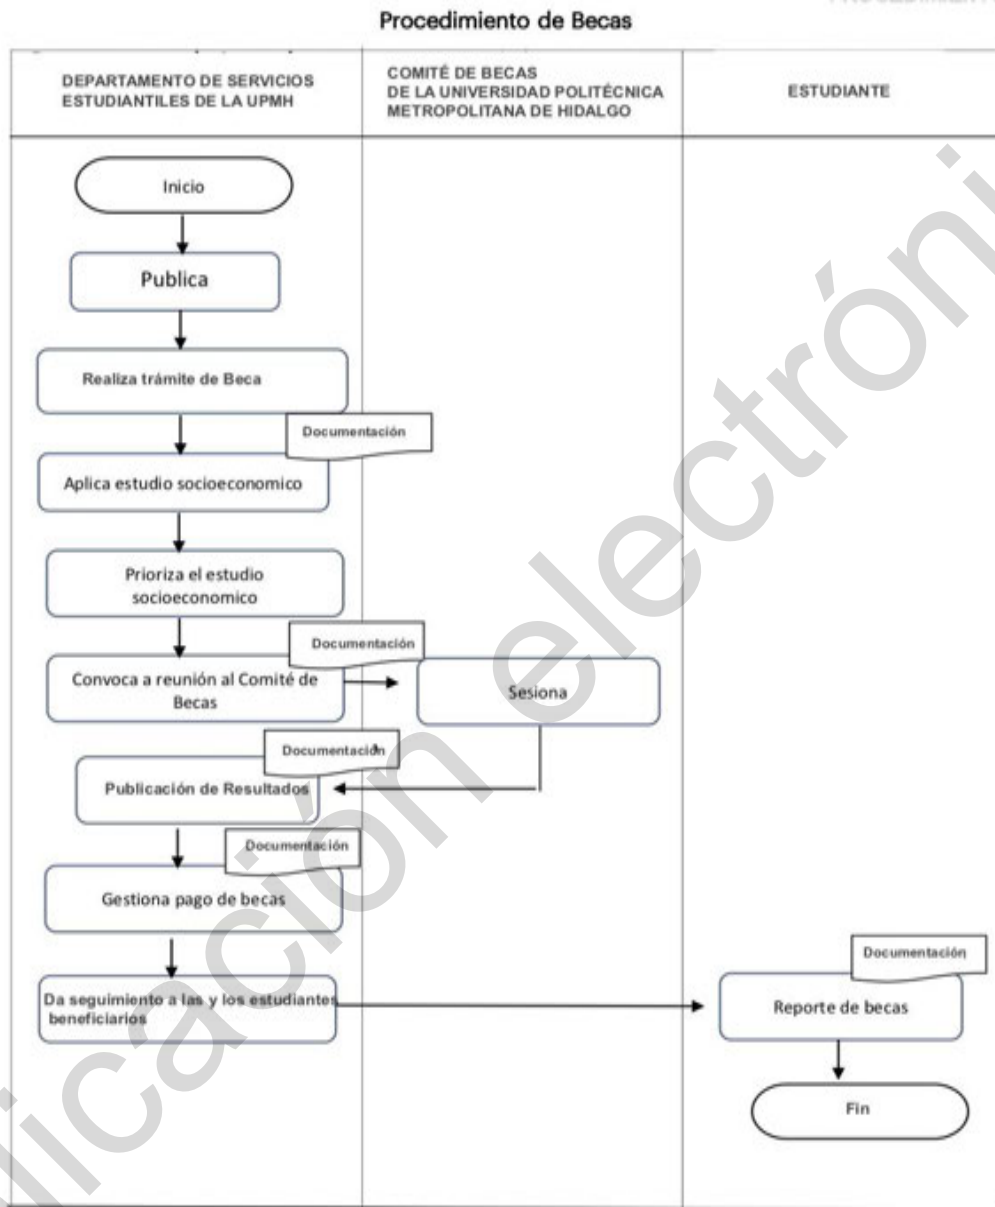 Procedimiento de Becas
DEPARTAMENTO DE SERVICIOS
ESTUDIANTILES DE LA UPMH
COMITÉ DE BECAS
DE LA UNIVERSIDAD POLITÉCNICA
METROPOLITANA DE HIDALGO
ESTUDIANTE
Inicio
Publica
Realiza trámite de Beca
Documentación
Aplica estudio socioeconomico
Prioriza el estudio
socioeconomico
Documentación
Convoca a reunión al Comité de
Becas
Sesiona
Documentación
Publicación de Resultados
Documentación
Gestiona pago de becas
Da seguimiento a las y los estudiantes
beneficiarios
Documentación
Reporte de becas
Fin
licación electróni